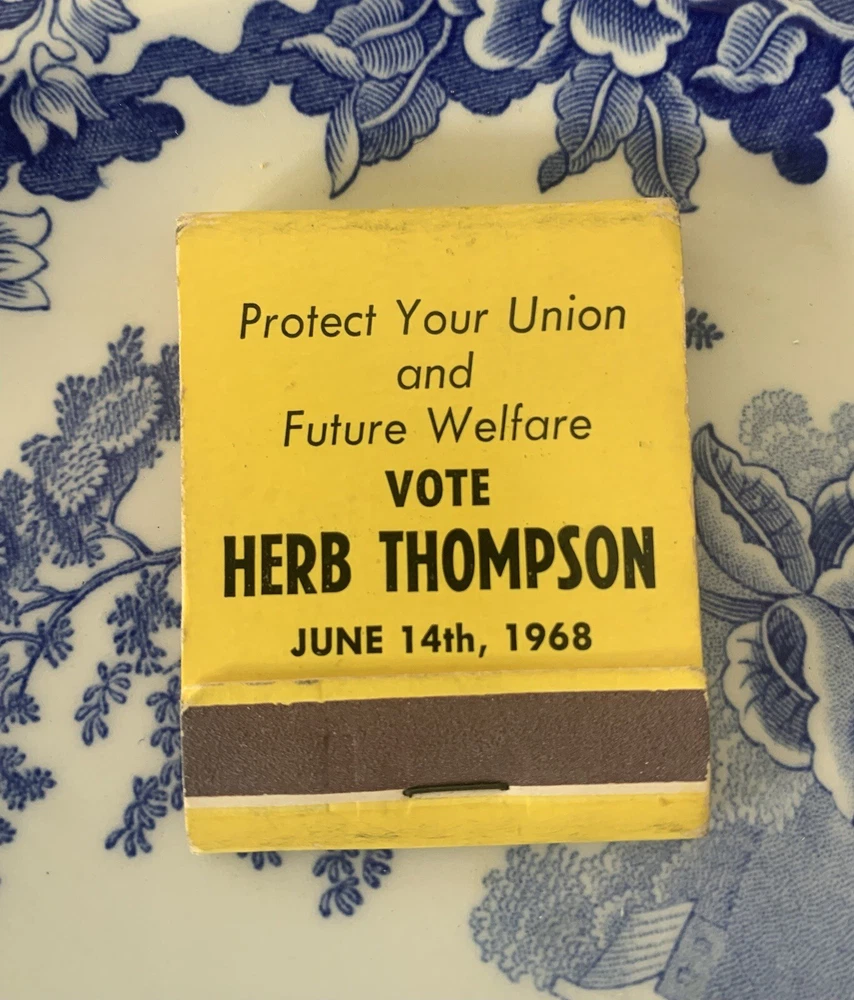 Protect Your Union
and
Future Welfare
VOTE
HERB THOMPSON
JUNE 14th, 1968